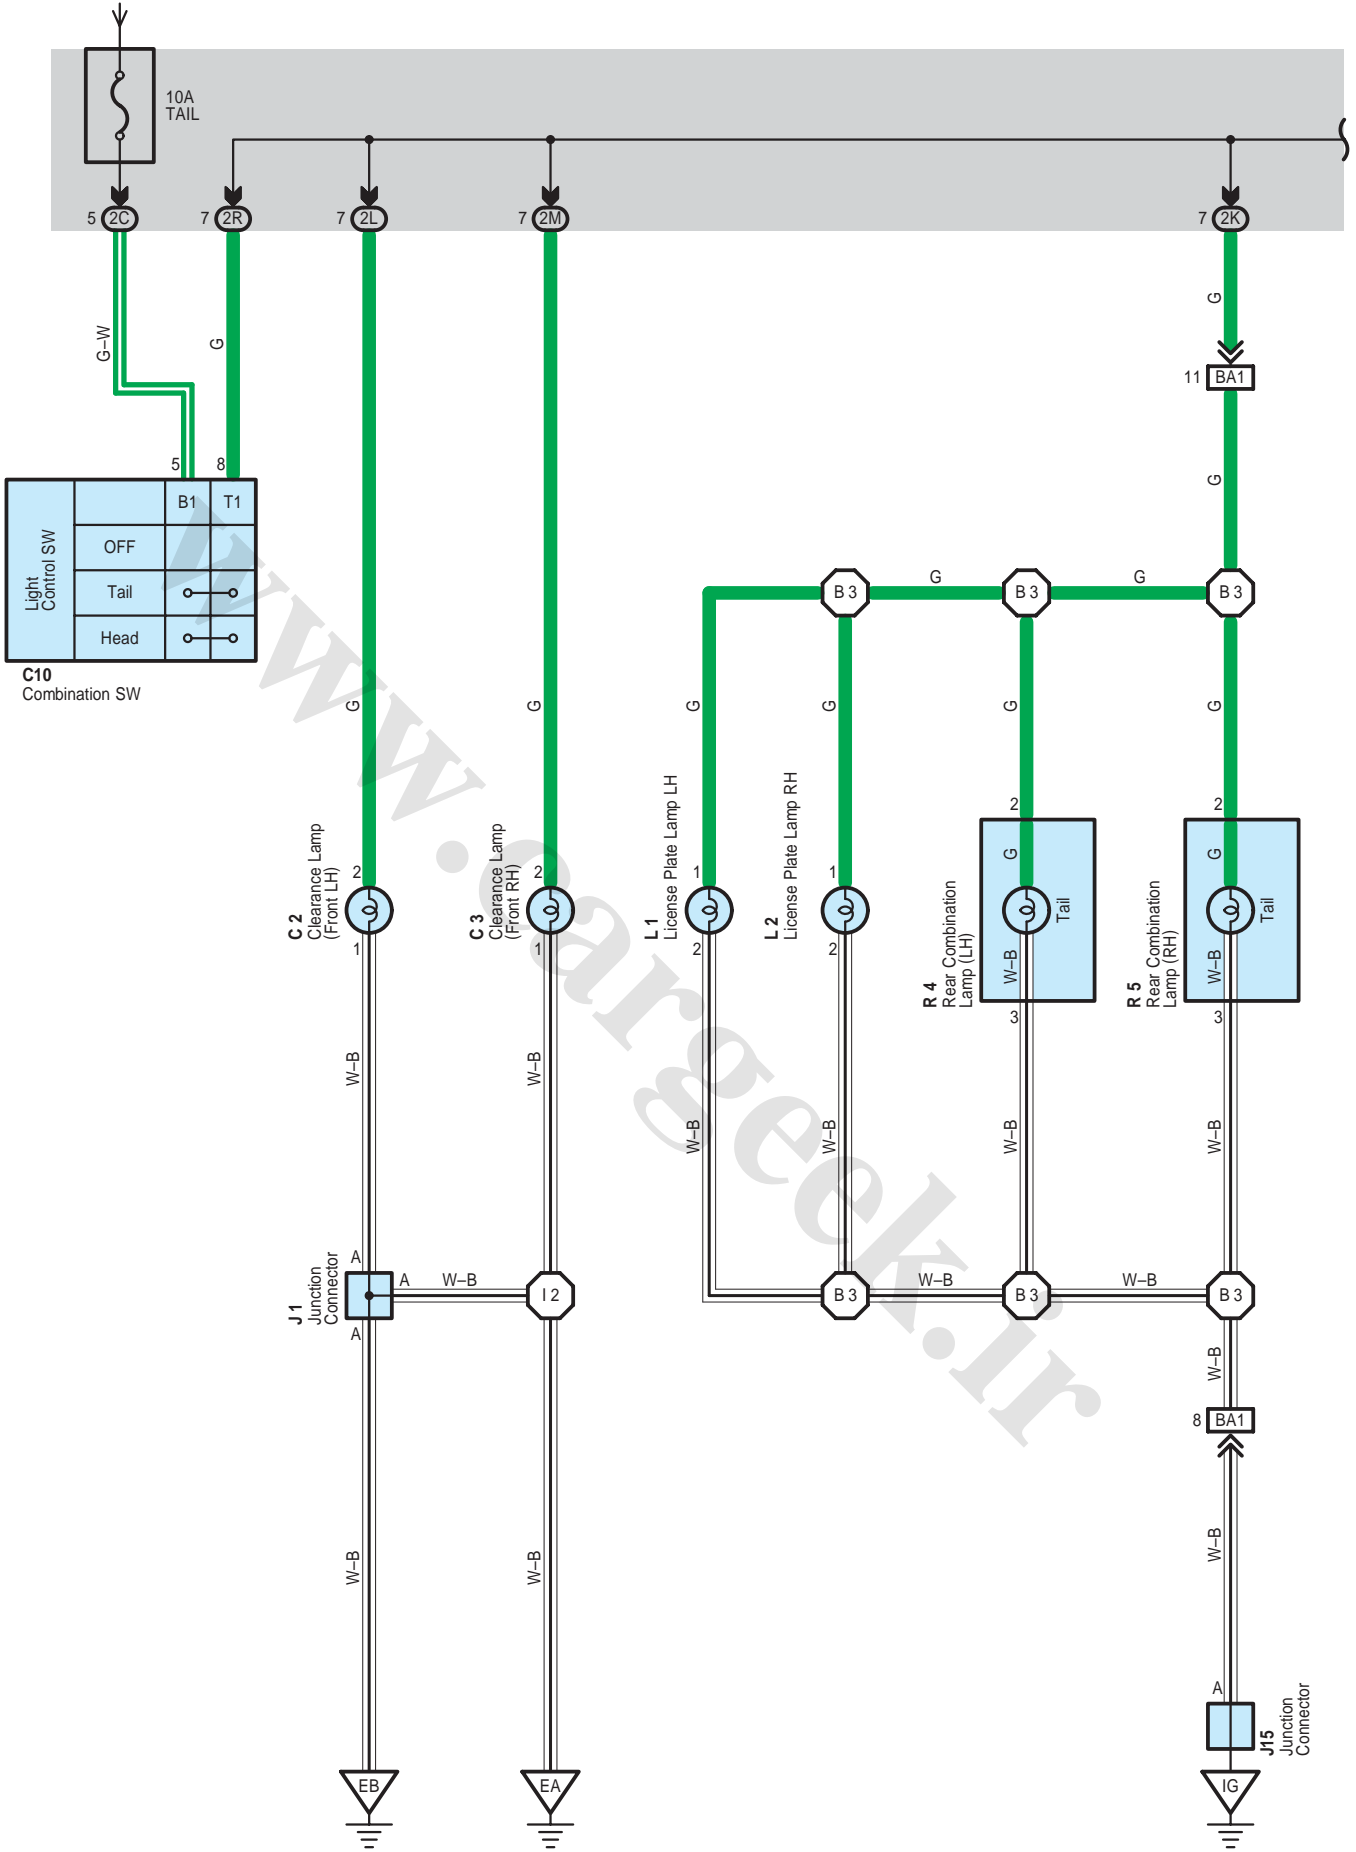 10A
TAIL
5 2C
7 2R
7 2L
7 2M
7 2K
G–W
G
G
11 BA1
G
5
8
Light
Control SW
B1
T1
OFF
Tail
Head
C10
Combination SW
B 3
G
B 3
G
B 3
G
G
G
G
G
G
C 2
Clearance Lamp
(Front LH)
2
1
C 3
Clearance Lamp
(Front RH)
2
1
L 1
License Plate Lamp LH
1
2
L 2
License Plate Lamp RH
1
2
R 4
Rear Combination
Lamp (LH)
2
G
Tail
W–B
3
R 5
Rear Combination
Lamp (RH)
2
G
Tail
W–B
3
W–B
W–B
W–B
W–B
W–B
W–B
J 1
Junction
Connector
A
A
A
W–B
I 2
B 3
W–B
B 3
W–B
B 3
W–B
8 BA1
W–B
W–B
W–B
A
J15
Junction
Connector
EB
EA
IG
www.cargeek.ir